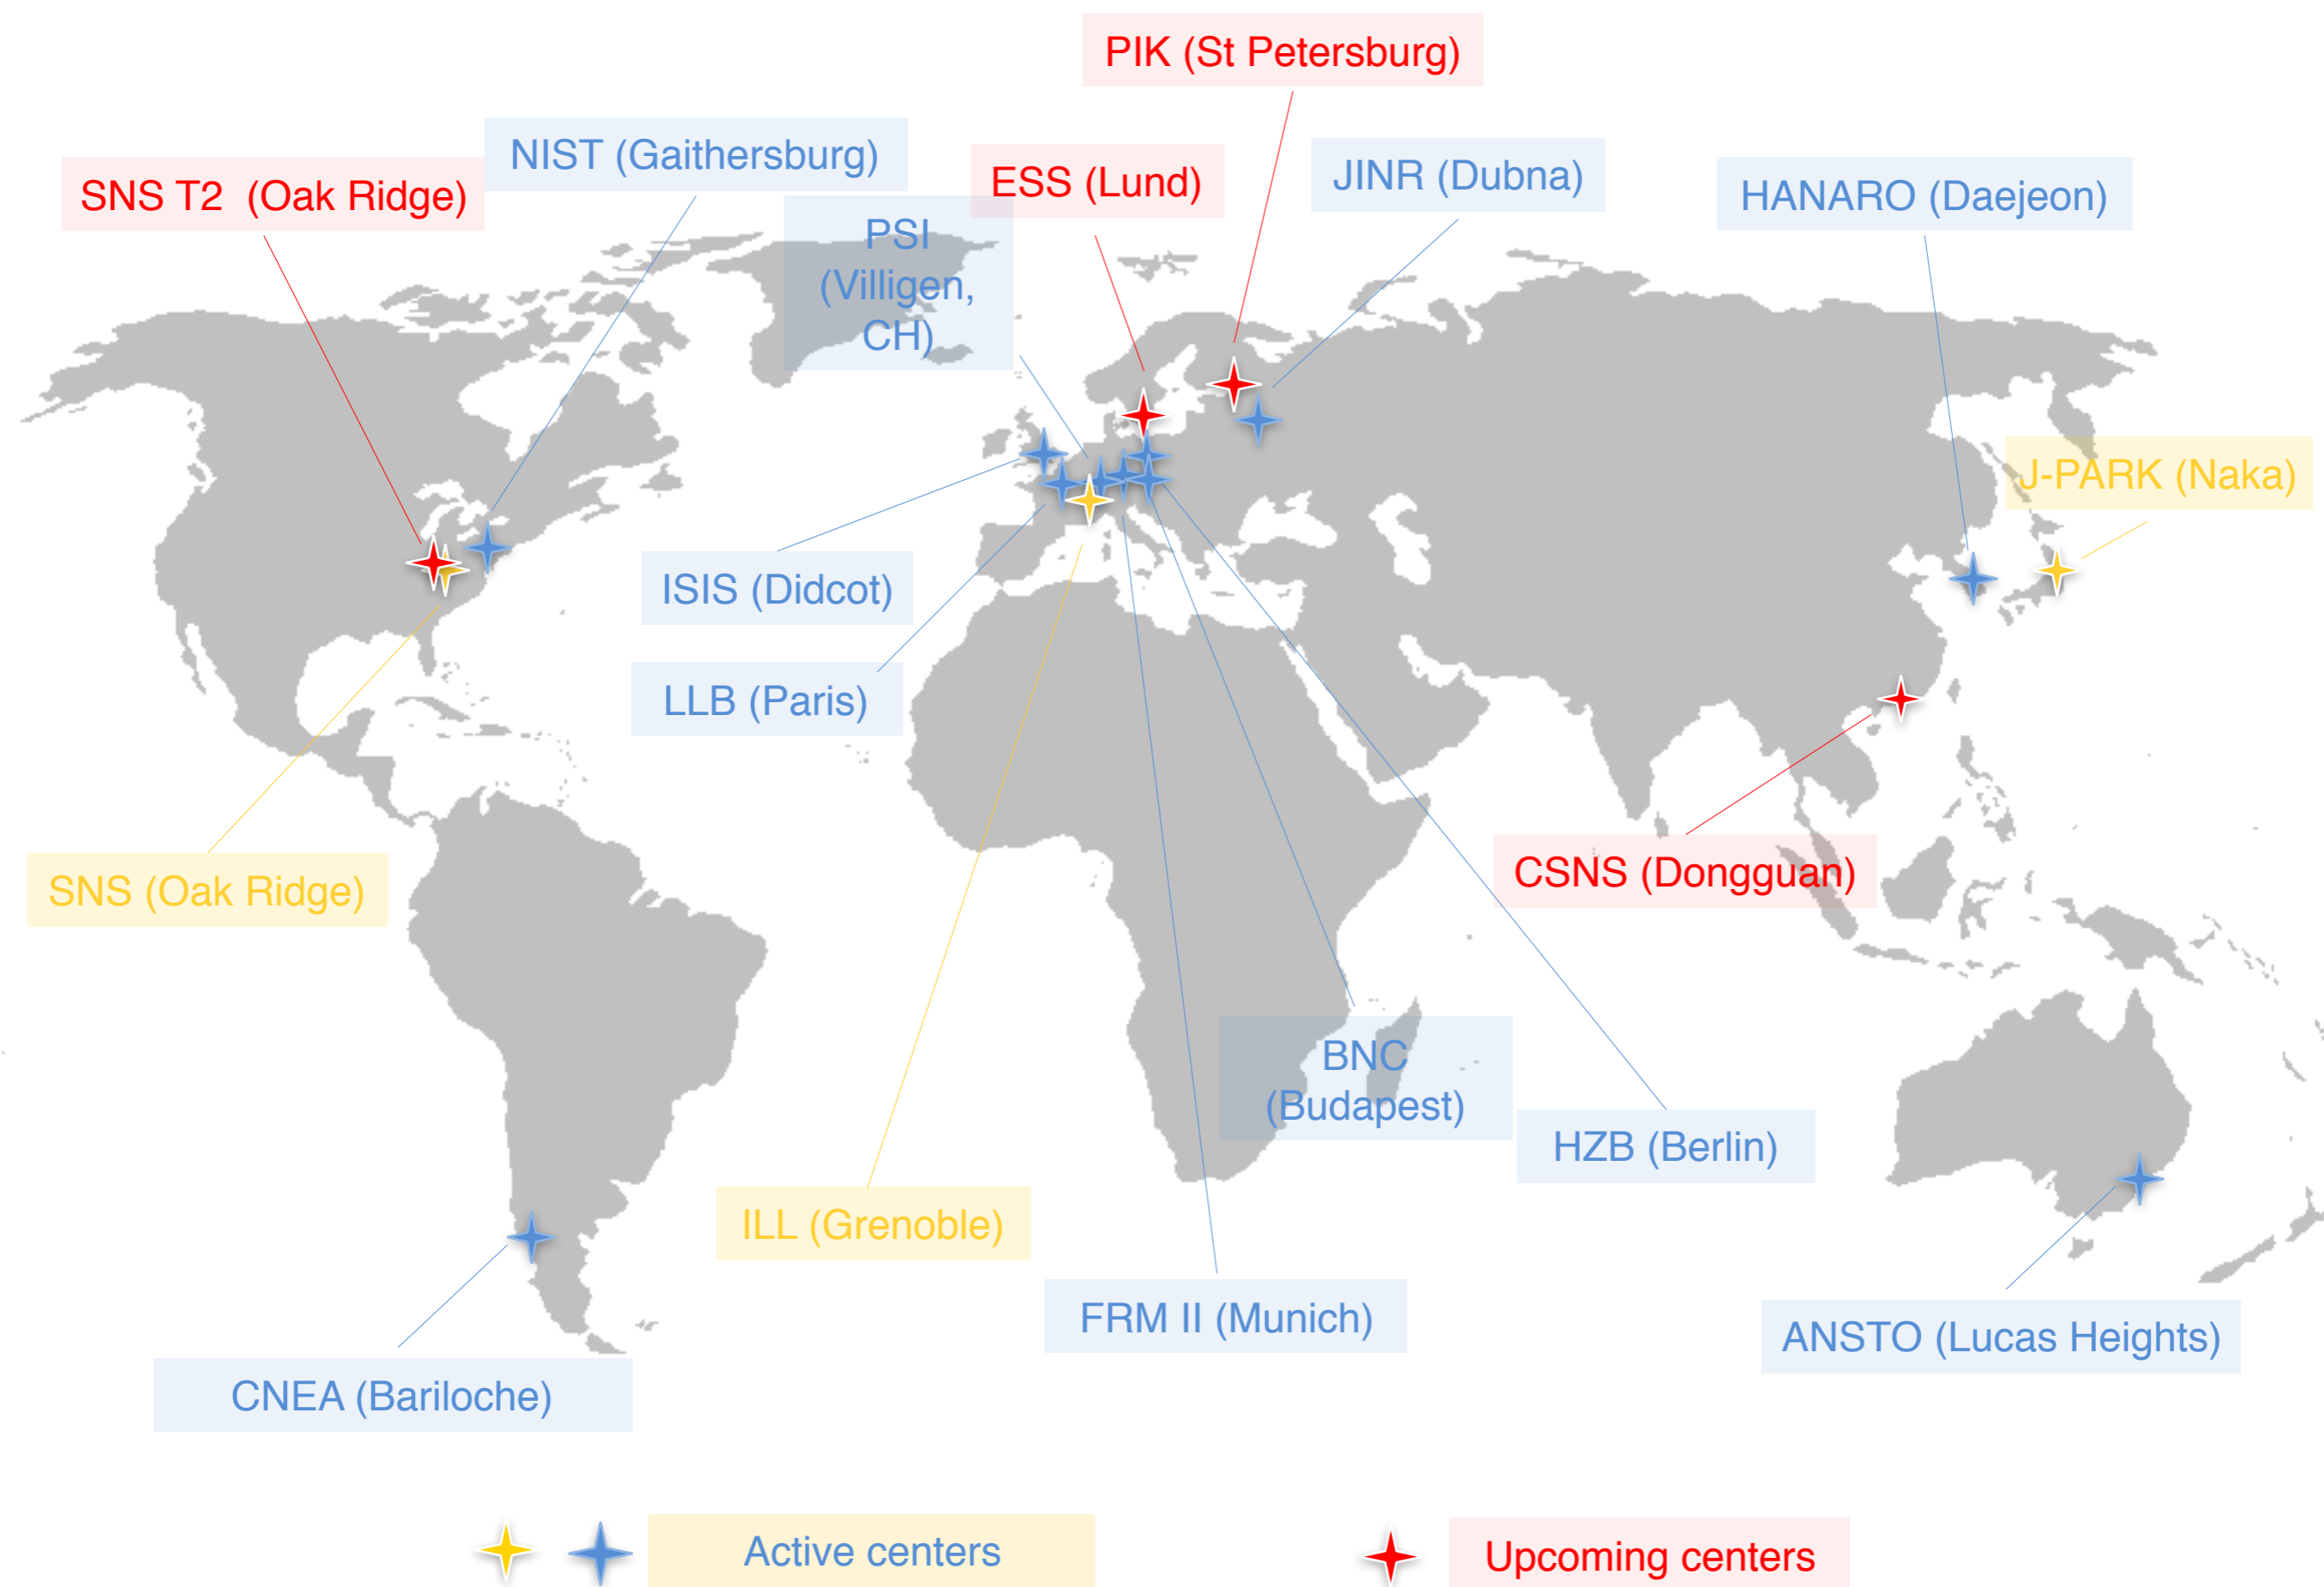 PIK (St Petersburg)
NIST (Gaithersburg)
SNS T2 (Oak Ridge)
ESS (Lund)
JINR (Dubna)
HANARO (Daejeon)
PSI
(Villigen,
CH)
J-PARK (Naka)
ISIS (Didcot)
LLB (Paris)
SNS (Oak Ridge)
CSNS (Dongguan)
BNC
(Budapest)
HZB (Berlin)
ILL (Grenoble)
FRM II (Munich)
ANSTO (Lucas Heights)
CNEA (Bariloche)
Active centers
Upcoming centers